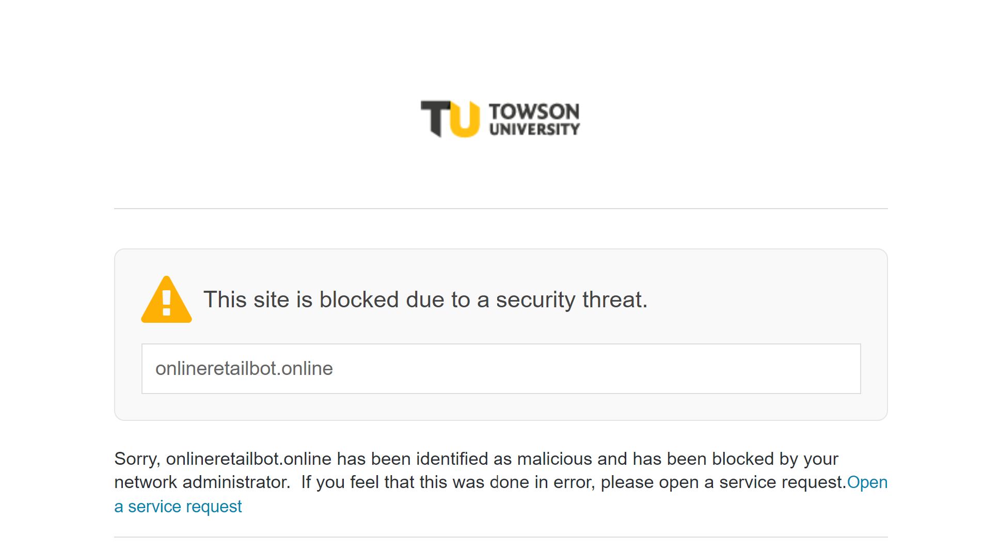 TU TOWSON
UNIVERSITY
This site is blocked due to a security threat.
onlineretailbot.online
Sorry, onlineretailbot.online has been identified as malicious and has been blocked by your
network administrator.  If you feel that this was done in error, please open a service request.Open
a service request